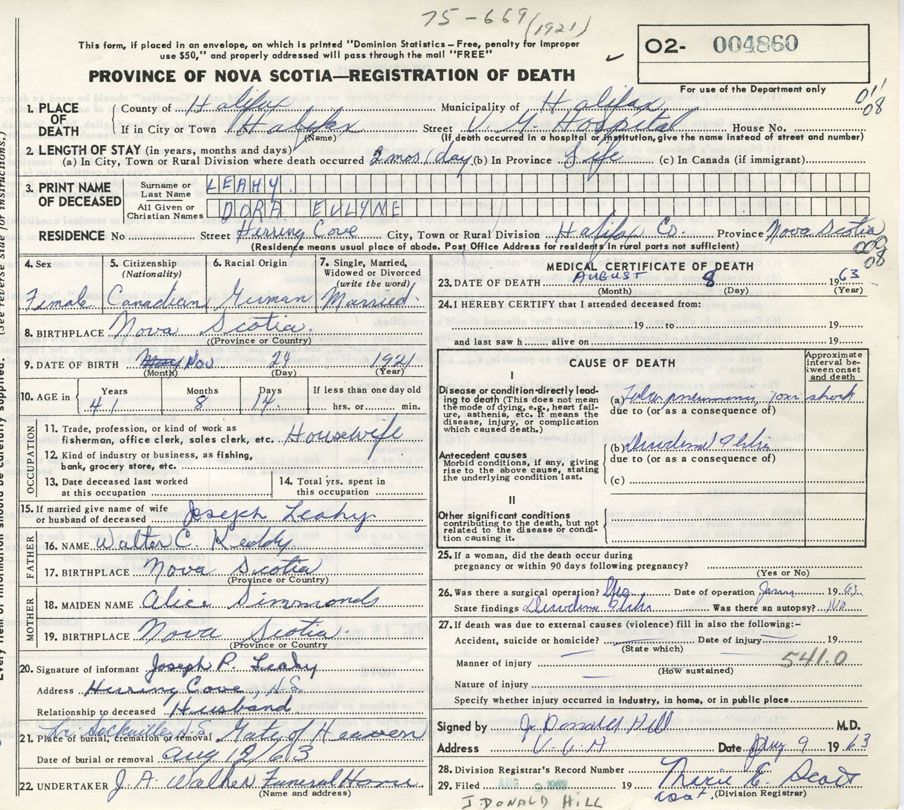 75-669 (1921)
This form, if placed in an envelope, on which is printed "Dominion Statistics – Free, penalty for improper
use $50," and properly addressed will pass through the mail "FREE"
O2- 004860
PROVINCE OF NOVA SCOTIA—REGISTRATION OF DEATH
For use of the Department only
1. PLACE OF DEATH
County of Halifax Municipality of Halifax
If in City or Town Halifax (Name) Street V. G. Hospital House No.
(If death occurred in a hospital or institution, give the name instead of street and number)
2. LENGTH OF STAY (in years, months and days)
(a) In City, Town or Rural Division where death occurred 2 mos 1 day (b) In Province Life (c) In Canada (if immigrant)
3. PRINT NAME OF DECEASED
Surname or Last Name LEAHY
All Given or Christian Names DORA EULYNE
RESIDENCE No Street Herring Cove City, Town or Rural Division Halifax Co. Province Nova Scotia
(Residence means usual place of abode. Post Office Address for residents in rural parts not sufficient)
4. Sex Female
5. Citizenship (Nationality) Canadian
6. Racial Origin German
7. Single, Married, Widowed or Divorced (write the word) Married.
8. BIRTHPLACE Nova Scotia.
(Province or Country)
9. DATE OF BIRTH Nov 24 1921
(Month) (Day) (Year)
10. AGE in Years 41 Months 8 Days 14 If less than one day old
hrs. or min.
OCCUPATION
11. Trade, profession, or kind of work as
fisherman, office clerk, sales clerk, etc. Housewife
12. Kind of industry or business, as fishing,
bank, grocery store, etc.
13. Date deceased last worked
at this occupation
14. Total yrs. spent in
this occupation
15. If married give name of wife
or husband of deceased Joseph Leahy
FATHER
16. NAME Walter C. Keddy
17. BIRTHPLACE Nova Scotia
(Province or Country)
MOTHER
18. MAIDEN NAME Alice Simmonds
19. BIRTHPLACE Nova Scotia.
(Province or Country)
20. Signature of informant Joseph P. Leahy
Address Herring Cove, N.S.
Relationship to deceased Husband
Sackville, N.S. Gate of Heaven
21. Place of burial, cremation or removal
Date of burial or removal Aug 12/63
22. UNDERTAKER J. A. Walker Funeral Home
(Name and address)
MEDICAL CERTIFICATE OF DEATH
23. DATE OF DEATH AUGUST 8 1963
(Month) (Day) (Year)
24. I HEREBY CERTIFY that I attended deceased from:
19 to 19
and last saw h alive on 19
CAUSE OF DEATH
Approximate interval between onset and death
I
Disease or condition directly leading to death (This does not mean the mode of dying, e.g., heart failure, asthenia, etc. It means the disease, injury, or complication which caused death.)
(a) pneumonia, shock
due to (or as a consequence of)
Antecedent causes
Morbid conditions, if any, giving rise to the above cause, stating the underlying condition last.
(b)
due to (or as a consequence of)
(c)
II
Other significant conditions
contributing to the death, but not related to the disease or condition causing it.
25. If a woman, did the death occur during
pregnancy or within 90 days following pregnancy?
(Yes or No)
26. Was there a surgical operation? Date of operation 1963
State findings Was there an autopsy? No
27. If death was due to external causes (violence) fill in also the following:–
Accident, suicide or homicide? Date of injury 19
(State which)
Manner of injury 541.0
(How sustained)
Nature of injury
Specify whether injury occurred in industry, in home, or in public place
Signed by J. Donald Hill M.D.
Address V. G. H Date Aug 9 1963
28. Division Registrar's Record Number
29. Filed AUG 19
Marie E. Scott
(Division Registrar)
J DONALD HILL